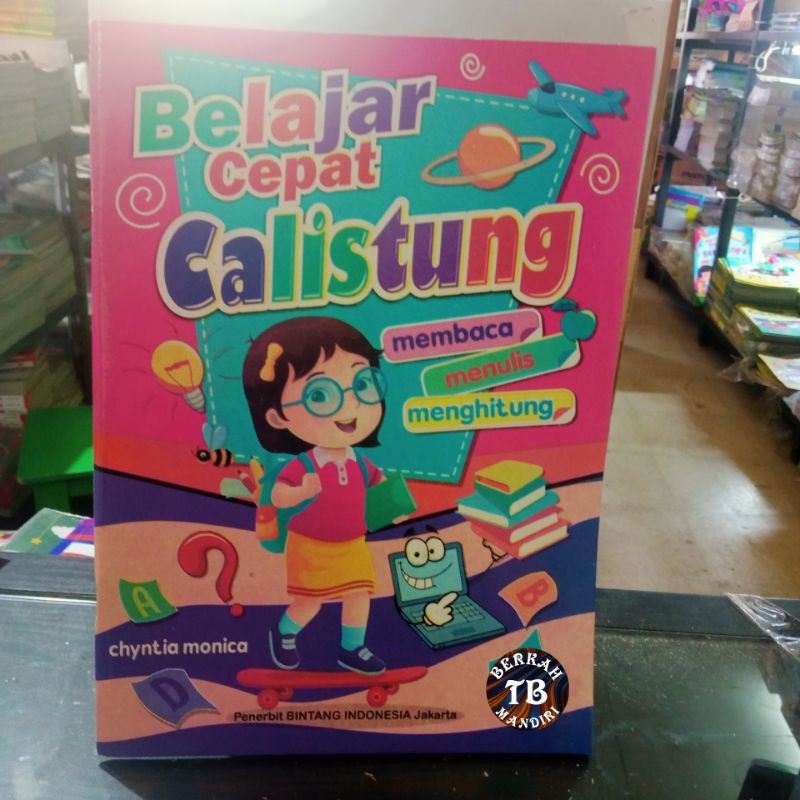 Belajar
Cepat
Calistung
membaca
menulis
menghitung
A
B
chyntia monica
D
Penerbit BINTANG INDONESIA Jakarta
BERKAH
TB
MANDIRI